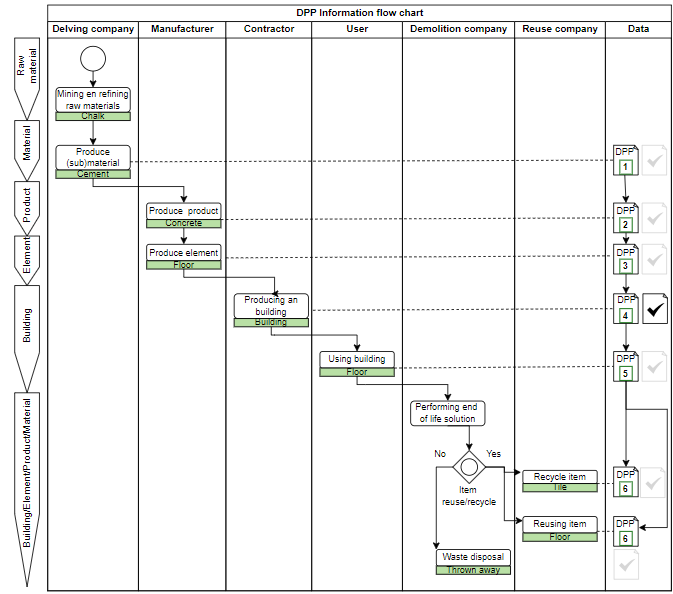 DPP Information flow chart
Delving company
Manufacturer
Contractor
User
Demolition company
Reuse company
Data
Raw
material
Mining en refining
raw materials
Chalk
Material
Produce
(sub)material
Cement
DPP
1
Product
Produce product
Concrete
DPP
2
Element
Produce element
Floor
DPP
3
Building
Producing an
building
Building
DPP
4
Using building
Floor
DPP
5
Building/Element/Product/Material
Performing end
of life solution
No
Yes
Item
reuse/recycle
Recycle item
Tile
DPP
6
Reusing item
Floor
DPP
6
Waste disposal
Thrown away